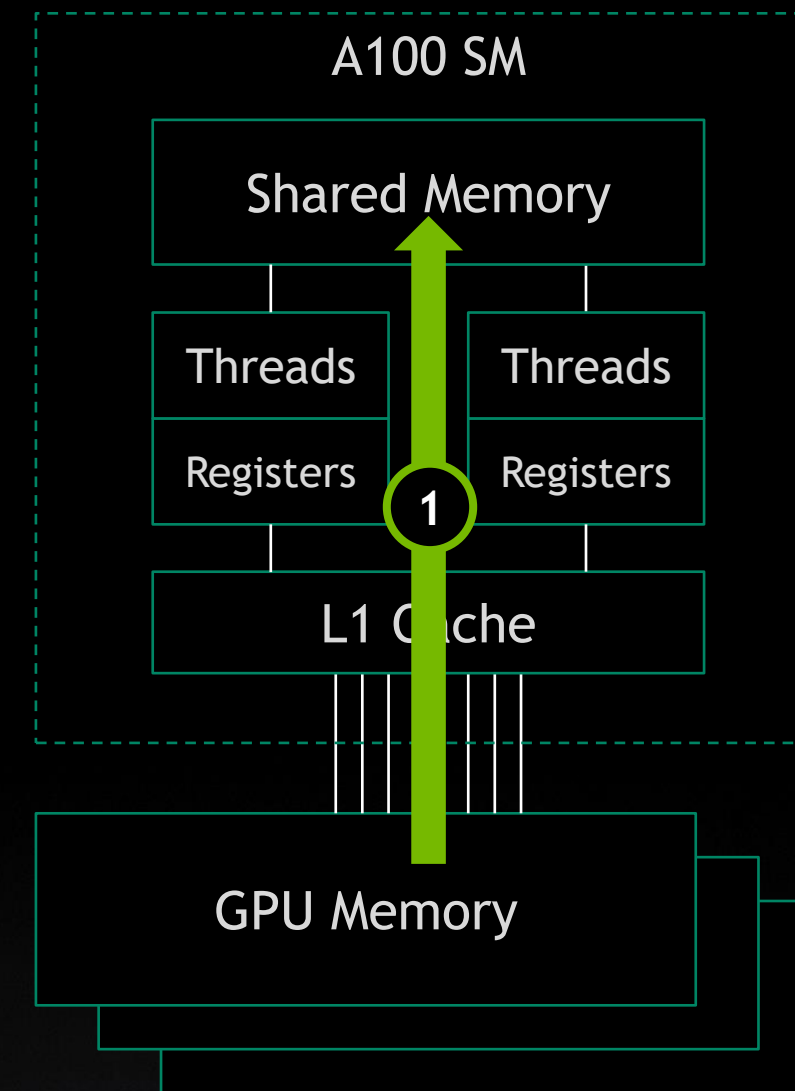 A100 SM
Shared Memory
Threads
Threads
Registers
1
Registers
L1 Cache
GPU Memory